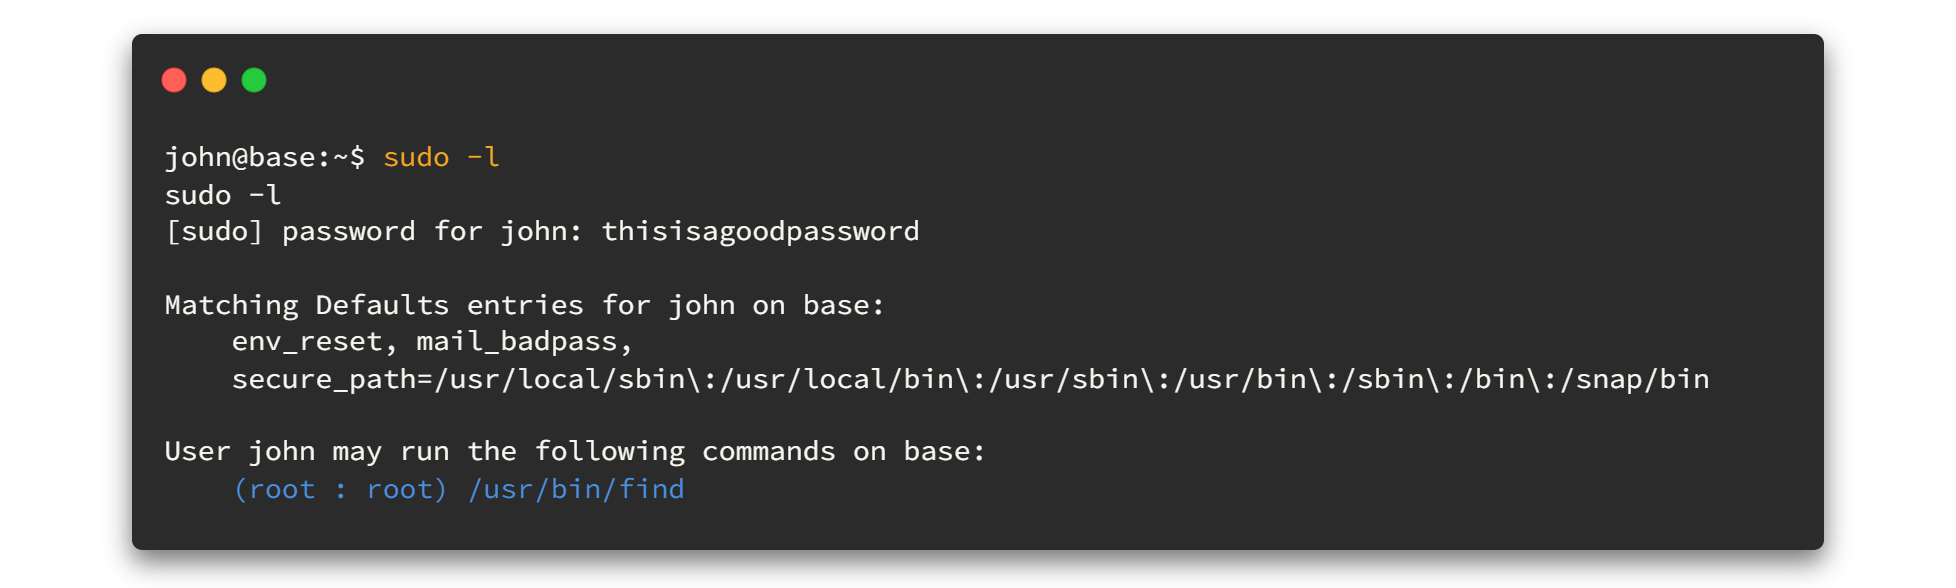 john@base:~$ sudo -l
sudo -l
[sudo] password for john: thisisagoodpassword
Matching Defaults entries for john on base:
    env_reset, mail_badpass,
    secure_path=/usr/local/sbin\:/usr/local/bin\:/usr/sbin\:/usr/bin\:/sbin\:/bin\:/snap/bin
User john may run the following commands on base:
    (root : root) /usr/bin/find